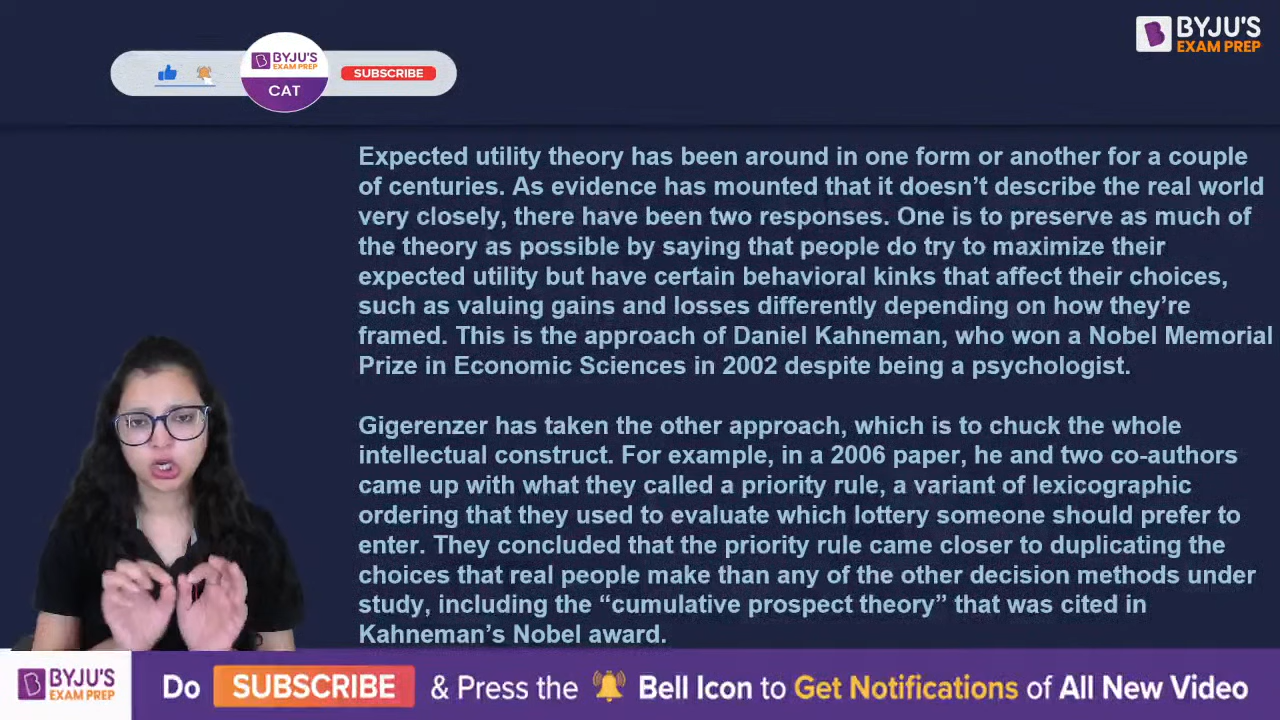 BYJU'S
EXAM PREP
BYJU'S
EXAM PREP
CAT
SUBSCRIBE
Expected utility theory has been around in one form or another for a couple
of centuries. As evidence has mounted that it doesn’t describe the real world
very closely, there have been two responses. One is to preserve as much of
the theory as possible by saying that people do try to maximize their
expected utility but have certain behavioral kinks that affect their choices,
such as valuing gains and losses differently depending on how they’re
framed. This is the approach of Daniel Kahneman, who won a Nobel Memorial
Prize in Economic Sciences in 2002 despite being a psychologist.
Gigerenzer has taken the other approach, which is to chuck the whole
intellectual construct. For example, in a 2006 paper, he and two co-authors
came up with what they called a priority rule, a variant of lexicographic
ordering that they used to evaluate which lottery someone should prefer to
enter. They concluded that the priority rule came closer to duplicating the
choices that real people make than any of the other decision methods under
study, including the “cumulative prospect theory” that was cited in
Kahneman’s Nobel award.
BYJU'S
EXAM PREP
Do SUBSCRIBE & Press the Bell Icon to Get Notifications of All New Video